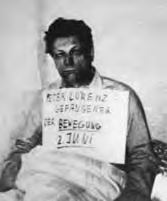 PETER LORENZ
GEFANGENER
DER BEWEGUNG
2. JUNI